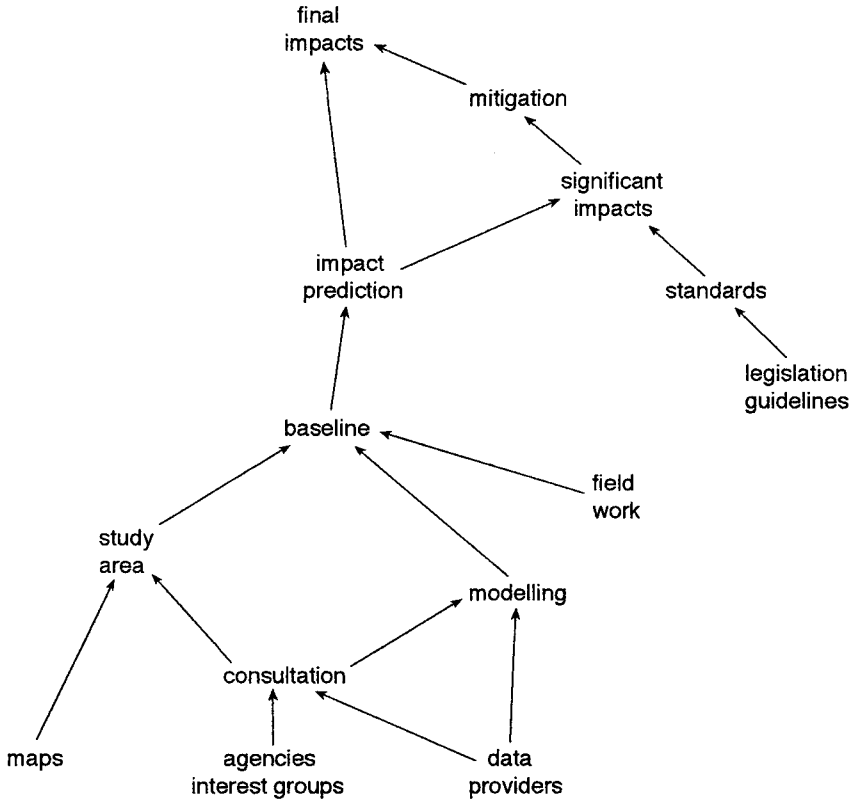 final
impacts
mitigation
significant
impacts
impact
prediction
standards
legislation
guidelines
baseline
field
work
study
area
modelling
consultation
maps
agencies
interest groups
data
providers